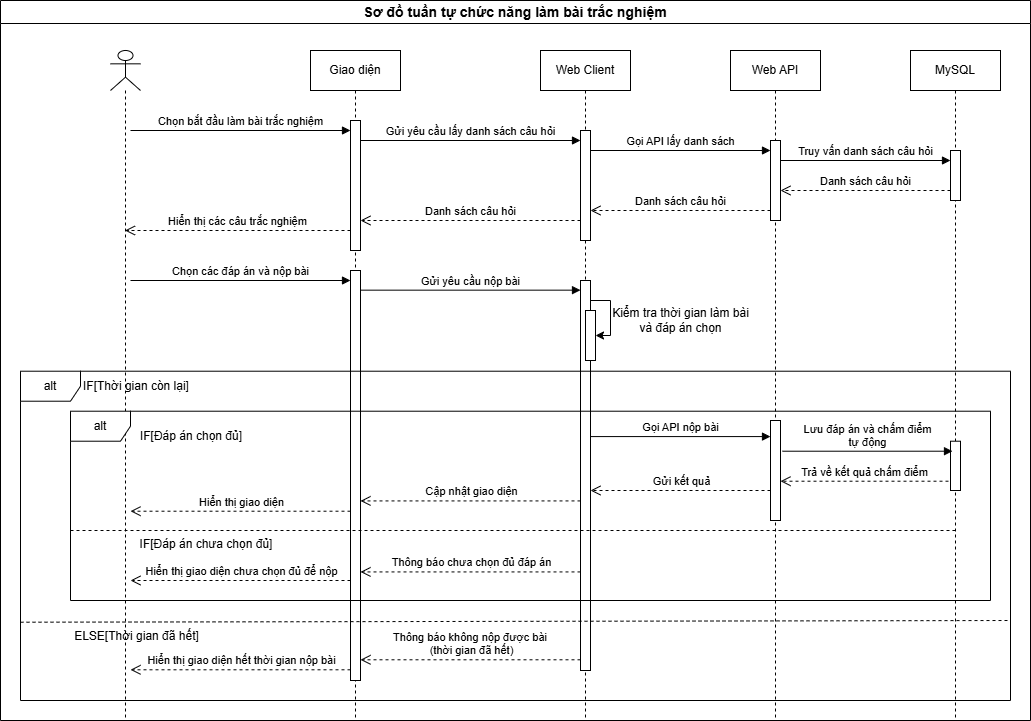 Sơ đồ tuần tự chức năng làm bài trắc nghiệm
Giao diện
Web Client
Web API
MySQL
Chọn bắt đầu làm bài trắc nghiệm
Gửi yêu cầu lấy danh sách câu hỏi
Gọi API lấy danh sách
Truy vấn danh sách câu hỏi
Danh sách câu hỏi
Danh sách câu hỏi
Danh sách câu hỏi
Hiển thị các câu trắc nghiệm
Chọn các đáp án và nộp bài
Gửi yêu cầu nộp bài
Kiểm tra thời gian làm bài
và đáp án chọn
alt
IF[Thời gian còn lại]
alt
IF[Đáp án chọn đủ]
Gọi API nộp bài
Lưu đáp án và chấm điểm
tự động
Trả về kết quả chấm điểm
Gửi kết quả
Cập nhật giao diện
Hiển thị giao diện
IF[Đáp án chưa chọn đủ]
Thông báo chưa chọn đủ đáp án
Hiển thị giao diện chưa chọn đủ để nộp
ELSE[Thời gian đã hết]
Thông báo không nộp được bài
(thời gian đã hết)
Hiển thị giao diện hết thời gian nộp bài